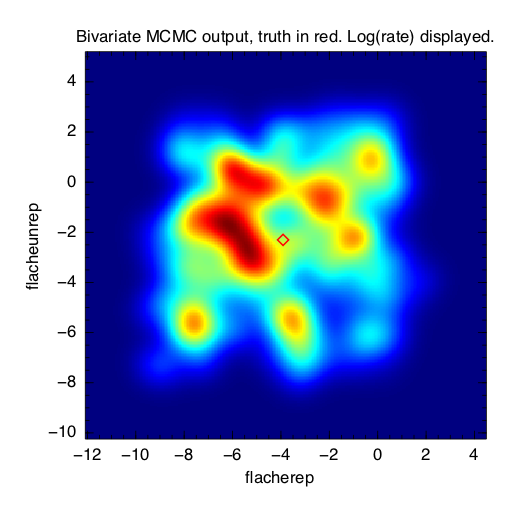 Bivariate MCMC output, truth in red. Log(rate) displayed.
4
2
0
−2
−4
−6
−8
−10
flacheunrep
−12 −10 −8 −6 −4 −2 0 2 4
flacherep